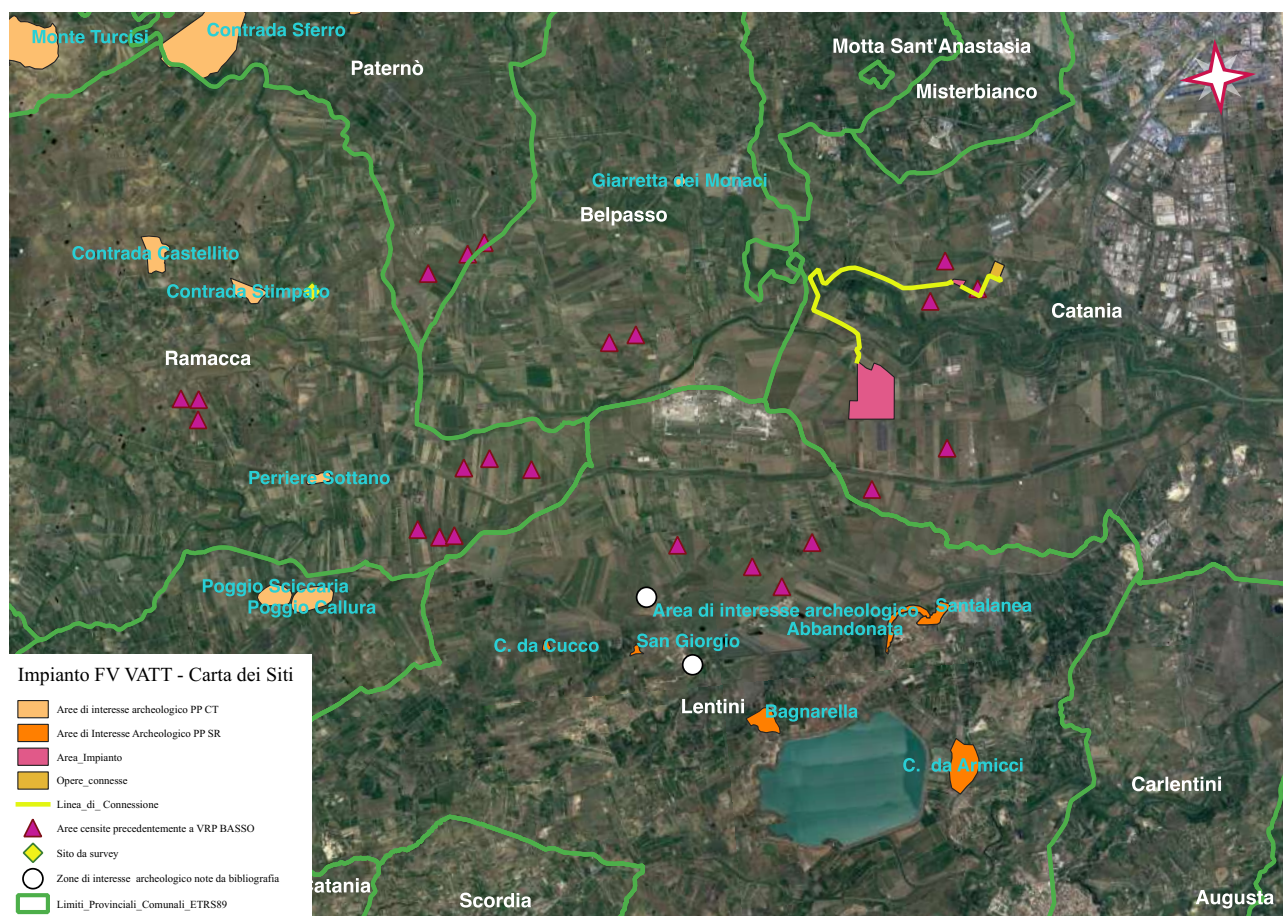 Monte Turcisi
Contrada Sferro
Paternò
Motta Sant'Anastasia
Misterbianco
Giarretta dei Monaci
Belpasso
Contrada Castellito
Contrada Stimpato
Catania
Ramacca
Perriere Sottano
Poggio Sciccaria
Poggio Callura
Area di interesse archeologico
Santalanea
Abbandonata
C. da Cucco
San Giorgio
Lentini
Bagnarella
C. da Armicci
Carlentini
Catania
Scordia
Augusta
Impianto FV VATT - Carta dei Siti
Aree di interesse archeologico PP CT
Aree di Interesse Archeologico PP SR
Area_Impianto
Opere_connesse
Linea_di_ Connessione
Aree censite precedentemente a VRP BASSO
Sito da survey
Zone di interesse archeologico note da bibliografia
Limiti_Provinciali_Comunali_ETRS89